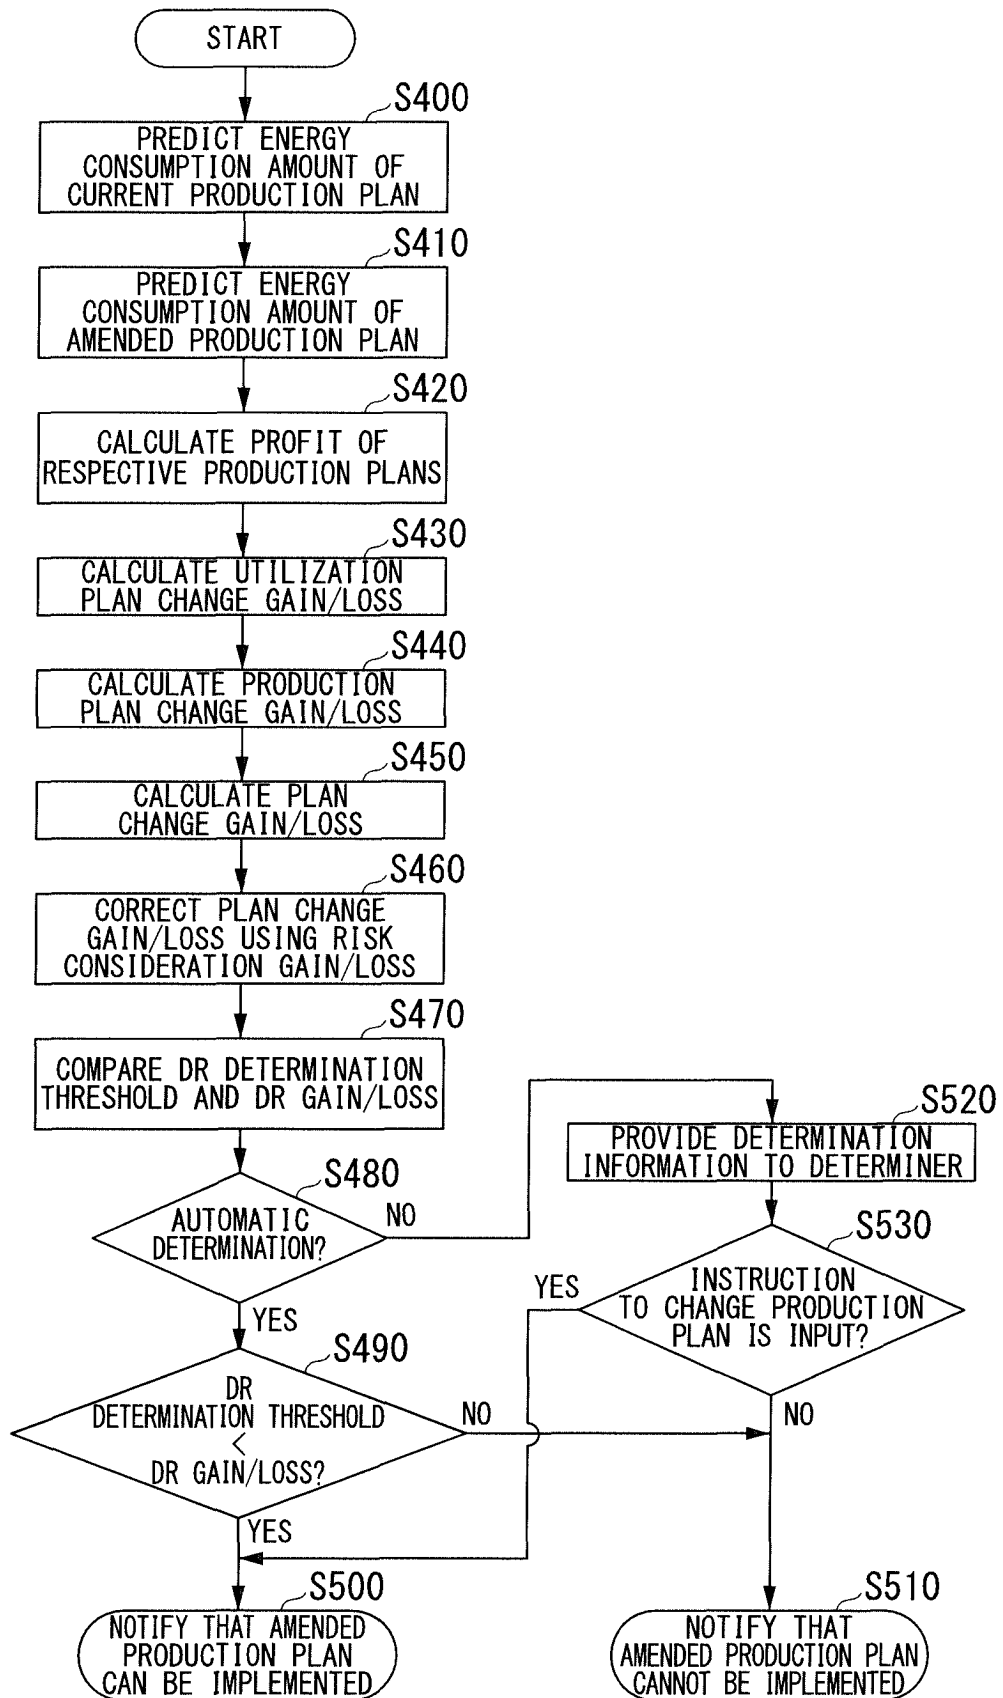 START
S400
PREDICT ENERGY
CONSUMPTION AMOUNT OF
CURRENT PRODUCTION PLAN
S410
PREDICT ENERGY
CONSUMPTION AMOUNT OF
AMENDED PRODUCTION PLAN
S420
CALCULATE PROFIT OF
RESPECTIVE PRODUCTION PLANS
S430
CALCULATE UTILIZATION
PLAN CHANGE GAIN/LOSS
S440
CALCULATE PRODUCTION
PLAN CHANGE GAIN/LOSS
S450
CALCULATE PLAN
CHANGE GAIN/LOSS
S460
CORRECT PLAN CHANGE
GAIN/LOSS USING RISK
CONSIDERATION GAIN/LOSS
S470
COMPARE DR DETERMINATION
THRESHOLD AND DR GAIN/LOSS
S480
AUTOMATIC
DETERMINATION?
NO
YES
S520
PROVIDE DETERMINATION
INFORMATION TO DETERMINER
S530
INSTRUCTION
TO CHANGE PRODUCTION
PLAN IS INPUT?
YES
NO
S490
DR
DETERMINATION THRESHOLD
<
DR GAIN/LOSS?
NO
YES
S500
NOTIFY THAT AMENDED
PRODUCTION PLAN
CAN BE IMPLEMENTED
S510
NOTIFY THAT
AMENDED PRODUCTION PLAN
CANNOT BE IMPLEMENTED